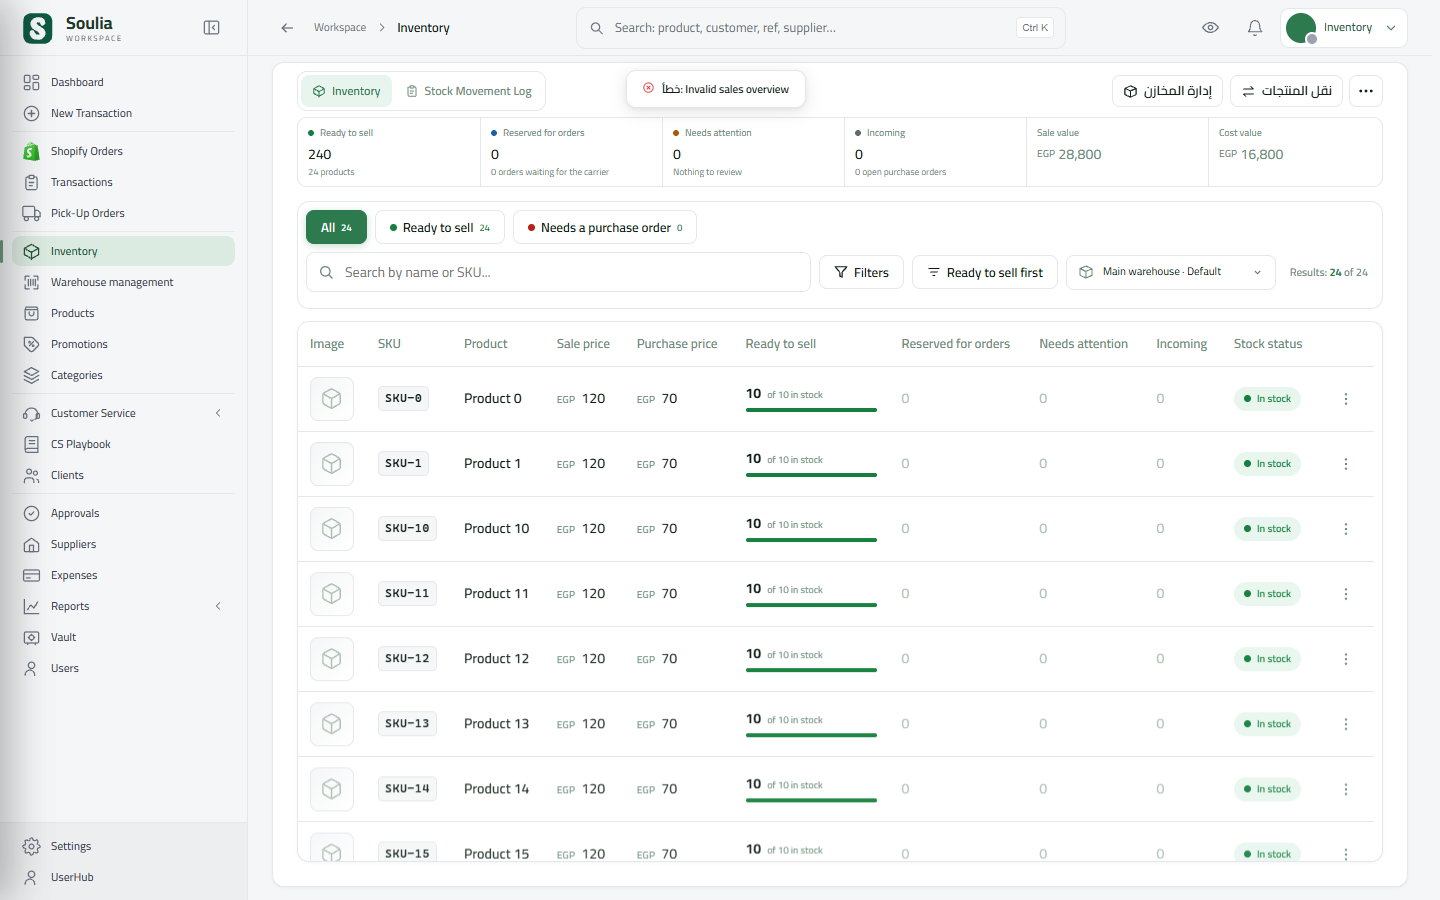 Soulia
WORKSPACE
Workspace > Inventory
Search: product, customer, ref, supplier...
Ctrl K
Inventory
Dashboard
New Transaction
Shopify Orders
Transactions
Pick-Up Orders
Inventory
Warehouse management
Products
Promotions
Categories
Customer Service
CS Playbook
Clients
Approvals
Suppliers
Expenses
Reports
Vault
Users
Settings
UserHub
Inventory
Stock Movement Log
خطأ: Invalid sales overview
إدارة المخازن
نقل المنتجات
Ready to sell
240
24 products
Reserved for orders
0
0 orders waiting for the carrier
Needs attention
0
Nothing to review
Incoming
0
0 open purchase orders
Sale value
EGP 28,800
Cost value
EGP 16,800
All 24
Ready to sell 24
Needs a purchase order 0
Search by name or SKU...
Filters
Ready to sell first
Main warehouse · Default
Results: 24 of 24
Image SKU Product Sale price Purchase price Ready to sell Reserved for orders Needs attention Incoming Stock status
SKU-0 Product 0 EGP 120 EGP 70 10 of 10 in stock 0 0 0 In stock
SKU-1 Product 1 EGP 120 EGP 70 10 of 10 in stock 0 0 0 In stock
SKU-10 Product 10 EGP 120 EGP 70 10 of 10 in stock 0 0 0 In stock
SKU-11 Product 11 EGP 120 EGP 70 10 of 10 in stock 0 0 0 In stock
SKU-12 Product 12 EGP 120 EGP 70 10 of 10 in stock 0 0 0 In stock
SKU-13 Product 13 EGP 120 EGP 70 10 of 10 in stock 0 0 0 In stock
SKU-14 Product 14 EGP 120 EGP 70 10 of 10 in stock 0 0 0 In stock
SKU-15 Product 15 EGP 120 EGP 70 10 of 10 in stock 0 0 0 In stock